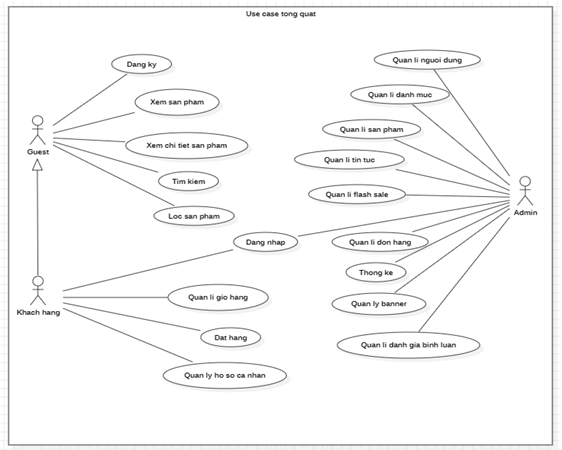 Use case tong quat
Dang ky
Xem san pham
Xem chi tiet san pham
Tim kiem
Loc san pham
Guest
Dang nhap
Khach hang
Quan li gio hang
Dat hang
Quan ly ho so ca nhan
Quan li nguoi dung
Quan li danh muc
Quan li san pham
Quan li tin tuc
Quan li flash sale
Admin
Quan li don hang
Thong ke
Quan ly banner
Quan li danh gia binh luan